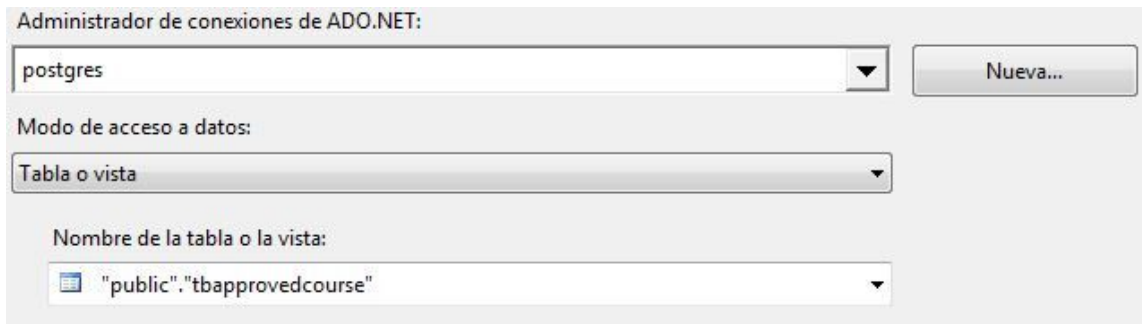 Administrador de conexiones de ADO.NET:
postgres
Nueva...
Modo de acceso a datos:
Tabla o vista
Nombre de la tabla o la vista:
"public"."tbapprovedcourse"